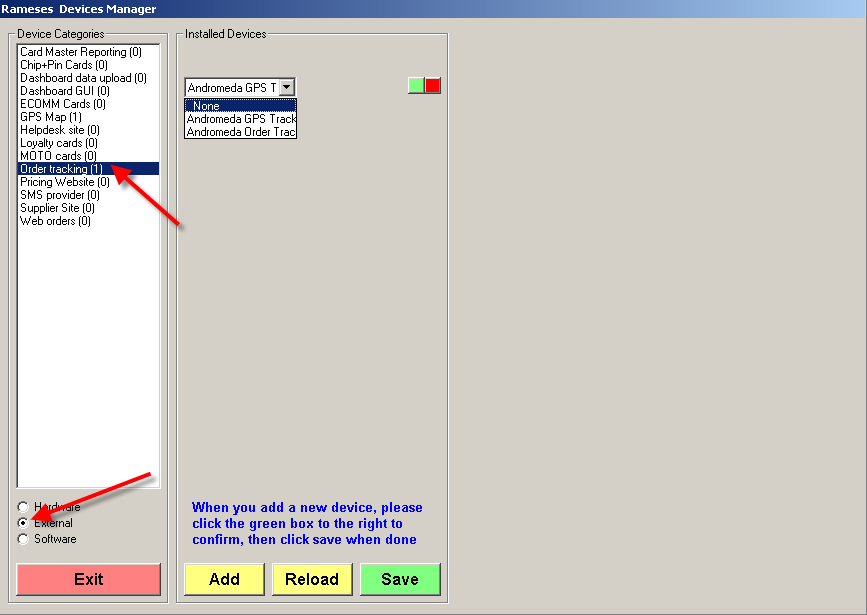 Rameses Devices Manager
Device Categories
Card Master Reporting (0)
Chip+Pin Cards (0)
Dashboard data upload (0)
Dashboard GUI (0)
ECOMM Cards (0)
GPS Map (1)
Helpdesk site (0)
Loyalty cards (0)
MOTO cards (0)
Order tracking (1)
Pricing Website (0)
SMS provider (0)
Supplier Site (0)
Web orders (0)
Hardware
External
Software
Exit
Installed Devices
Andromeda GPS T
None
Andromeda GPS Track
Andromeda Order Trac
When you add a new device, please
click the green box to the right to
confirm, then click save when done
Add Reload Save